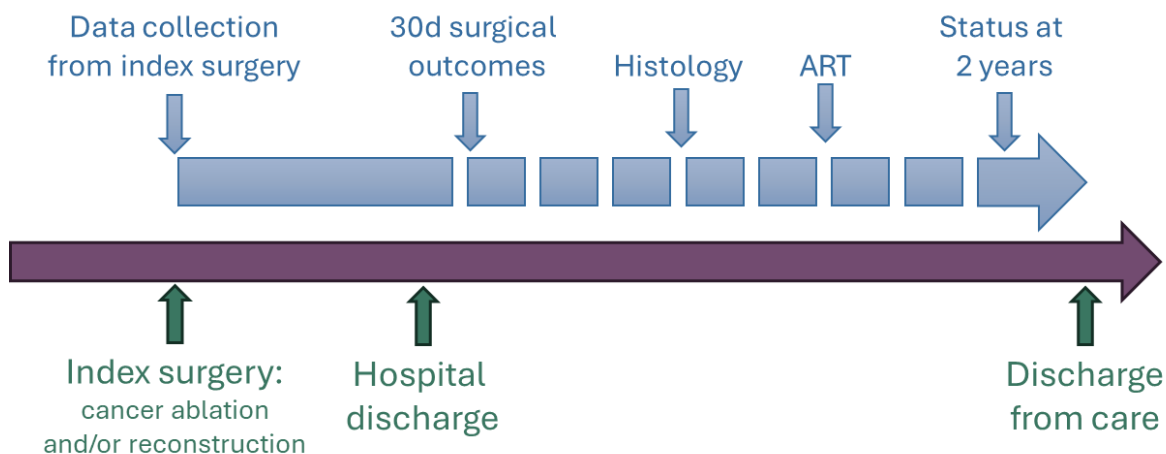 Data collection
from index surgery
30d surgical
outcomes
Histology
ART
Status at
2 years
Index surgery:
cancer ablation
and/or reconstruction
Hospital
discharge
Discharge
from care